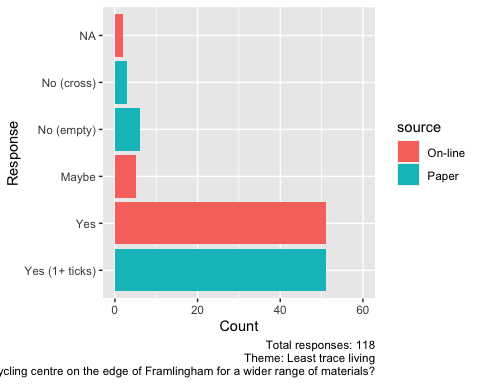 NA
No (cross)
No (empty)
Maybe
Yes
Yes (1+ ticks)
Response
0 20 40 60
Count
source
On-line
Paper
Total responses: 118
Theme: Least trace living
centre on the edge of Framlingham for a wider range of materials?